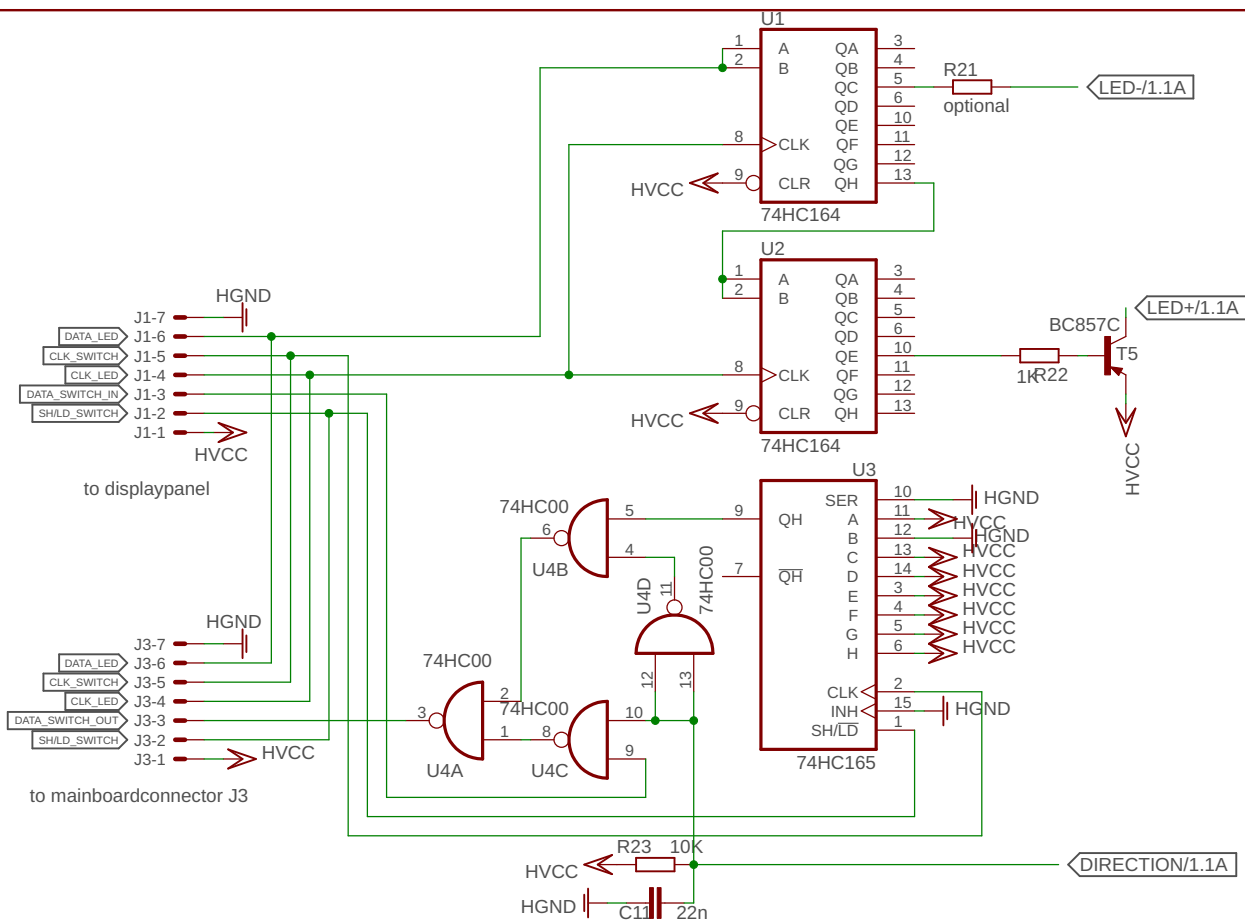 U1
1 A QA 3
2 B QB 4
QC 5
QD 6
QE 10
8 CLK QF 11
QG 12
9 CLR QH 13
HVCC
74HC164
R21
optional
LED-/1.1A
U2
1 A QA 3
2 B QB 4
QC 5
QD 6
QE 10
8 CLK QF 11
QG 12
9 CLR QH 13
HVCC
74HC164
BC857C
T5
1K
R22
LED+/1.1A
HVCC
HGND
J1-7
DATA_LED J1-6
CLK_SWITCH J1-5
CLK_LED J1-4
DATA_SWITCH_IN J1-3
SH/LD_SWITCH J1-2
J1-1
HVCC
to displaypanel
U3
SER 10 HGND
9 QH A 11 HVCC
B 12 HGND
C 13 HVCC
7 QH D 14 HVCC
E 3 HVCC
F 4 HVCC
G 5 HVCC
H 6 HVCC
CLK 2
INH 15 HGND
SH/LD 1
74HC165
74HC00
6 5
4
U4B
U4D
11
74HC00
12
13
HGND
J3-7
DATA_LED J3-6
CLK_SWITCH J3-5
CLK_LED J3-4
DATA_SWITCH_OUT J3-3
SH/LD_SWITCH J3-2
J3-1
HVCC
to mainboardconnector J3
74HC00
3 2
1
U4A
74HC00
8 10
9
U4C
R23 10K
HVCC
HGND
C11 22n
DIRECTION/1.1A